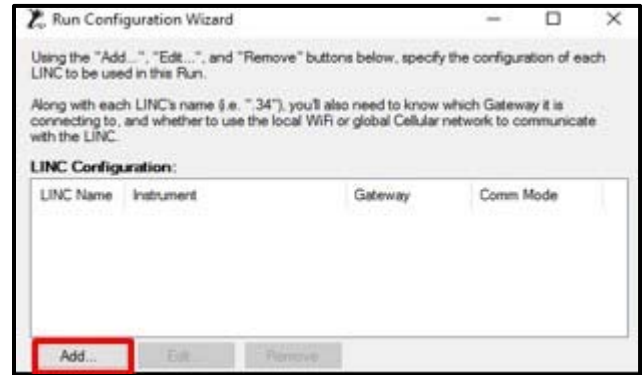 Run Configuration Wizard
Using the "Add...", "Edit...", and "Remove" buttons below, specify the configuration of each
LINC to be used in this Run.
Along with each LINC's name (i.e. ".34"), you'll also need to know which Gateway it is
connecting to, and whether to use the local WiFi or global Cellular network to communicate
with the LINC.
LINC Configuration:
LINC Name Instrument Gateway Comm Mode
Add... Edit... Remove